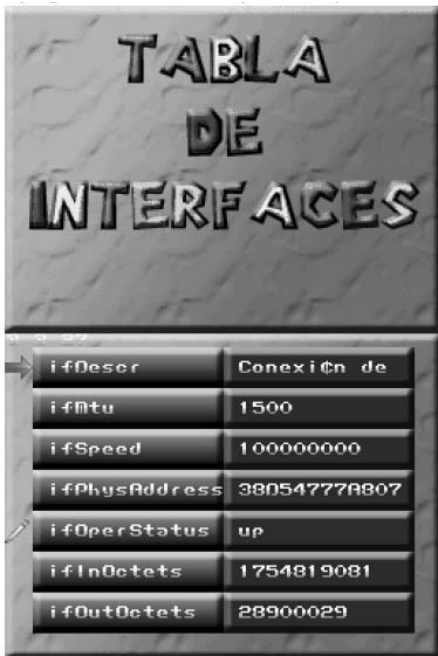 TABLA
DE
INTERFACES
ifDescr Conexi¢n de
ifMtu 1500
ifSpeed 100000000
ifPhysAddress 38D54777A807
ifOperStatus up
ifInOctets 1754819081
ifOutOctets 28900029